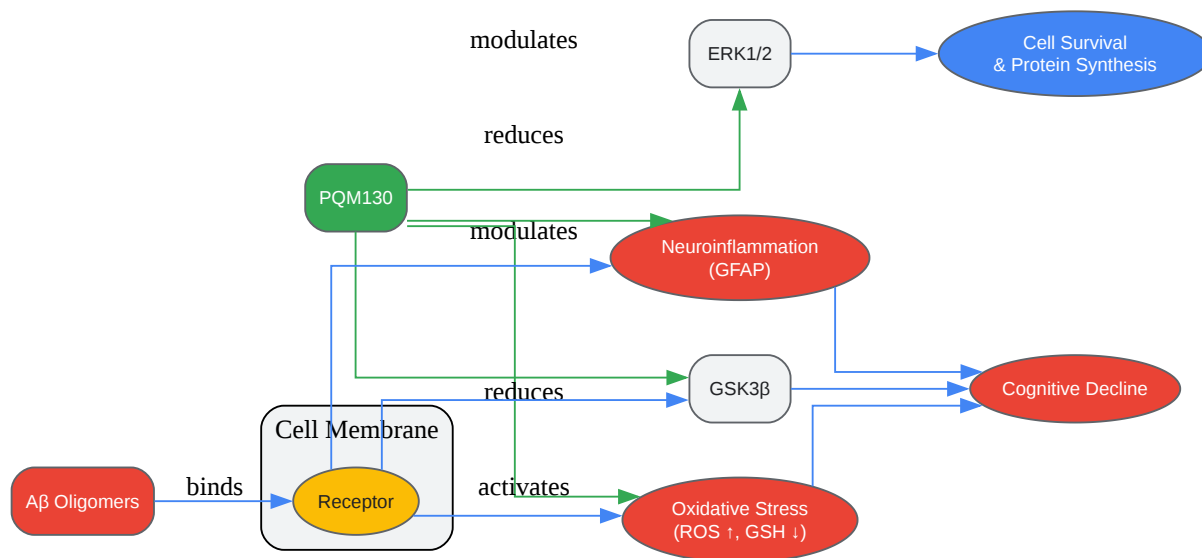 modulates
ERK1/2
Cell Survival
& Protein Synthesis
reduces
PQM130
modulates
Neuroinflammation
(GFAP)
reduces
GSK3β
Cognitive Decline
Cell Membrane
Aβ Oligomers
binds
Receptor
activates
Oxidative Stress
(ROS ↑, GSH ↓)